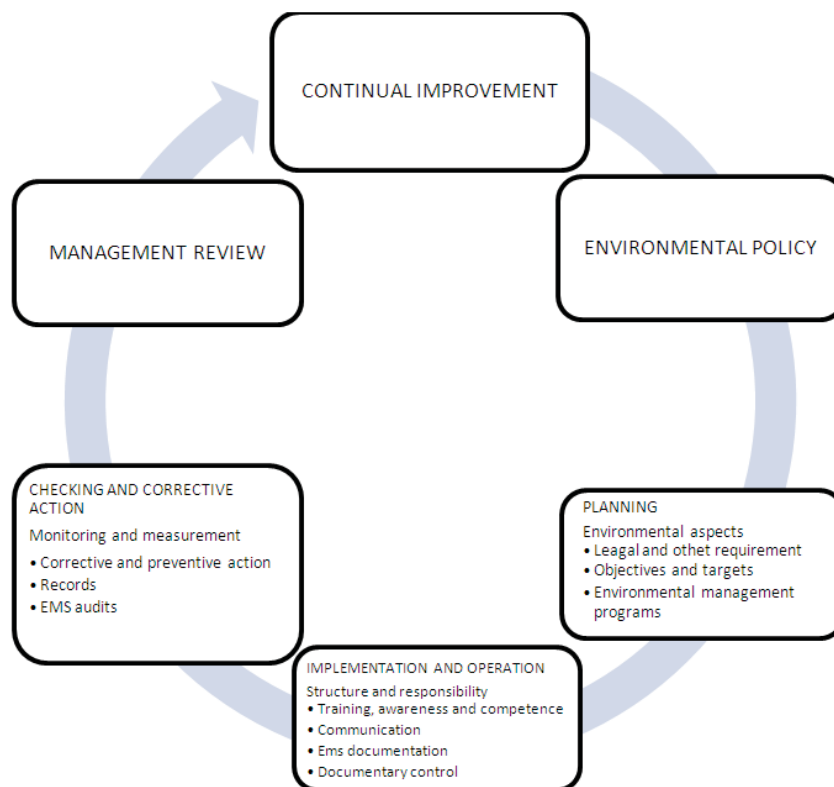 CONTINUAL IMPROVEMENT
ENVIRONMENTAL POLICY
PLANNING
Environmental aspects
• Leagal and othet requirement
• Objectives and targets
• Environmental management
programs
IMPLEMENTATION AND OPERATION
Structure and responsibility
• Training, awareness and competence
• Communication
• Ems documentation
• Documentary control
CHECKING AND CORRECTIVE
ACTION
Monitoring and measurement
• Corrective and preventive action
• Records
• EMS audits
MANAGEMENT REVIEW